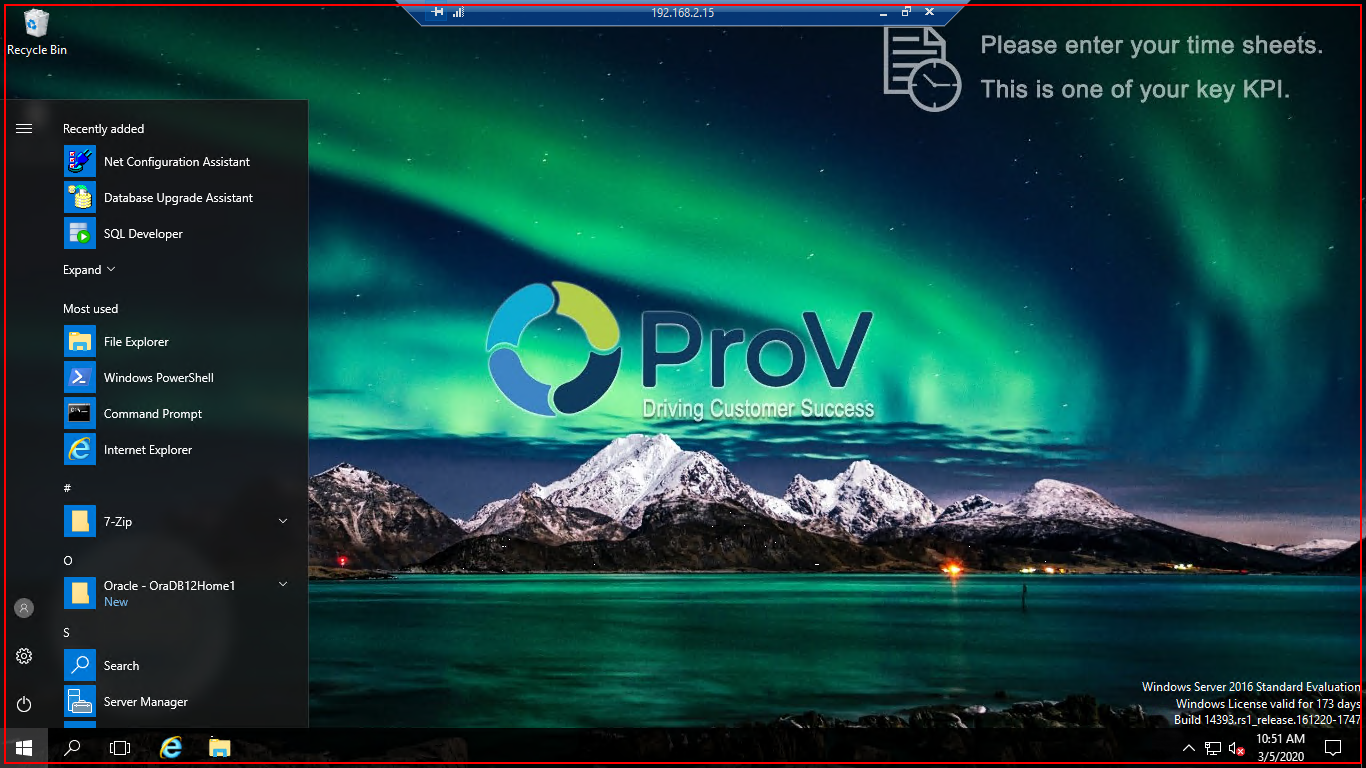 192.168.2.15
Recycle Bin
Please enter your time sheets.
This is one of your key KPI.
Recently added
Net Configuration Assistant
Database Upgrade Assistant
SQL Developer
Expand
Most used
File Explorer
Windows PowerShell
Command Prompt
Internet Explorer
#
7-Zip
O
Oracle - OraDB12Home1
New
S
Search
Server Manager
ProV
Driving Customer Success
Windows Server 2016 Standard Evaluation
Windows License valid for 173 days
Build 14393.rs1_release.161220-1747
10:51 AM
3/5/2020